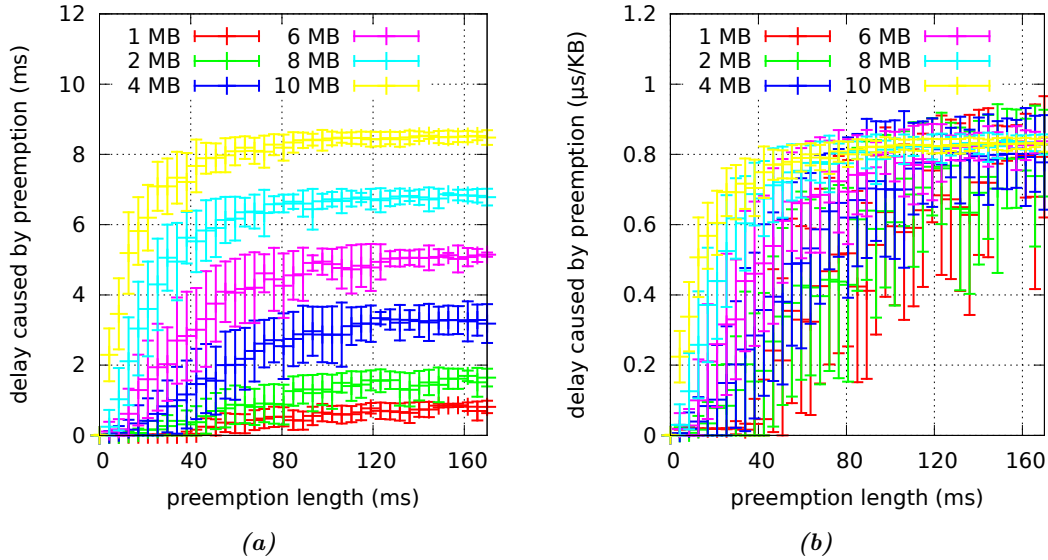 delay caused by preemption (ms)
12
10
8
6
4
2
0
1 MB
2 MB
4 MB
6 MB
8 MB
10 MB
0 40 80 120 160
preemption length (ms)
(a)
delay caused by preemption (µs/KB)
1.2
1
0.8
0.6
0.4
0.2
0
1 MB
2 MB
4 MB
6 MB
8 MB
10 MB
0 40 80 120 160
preemption length (ms)
(b)